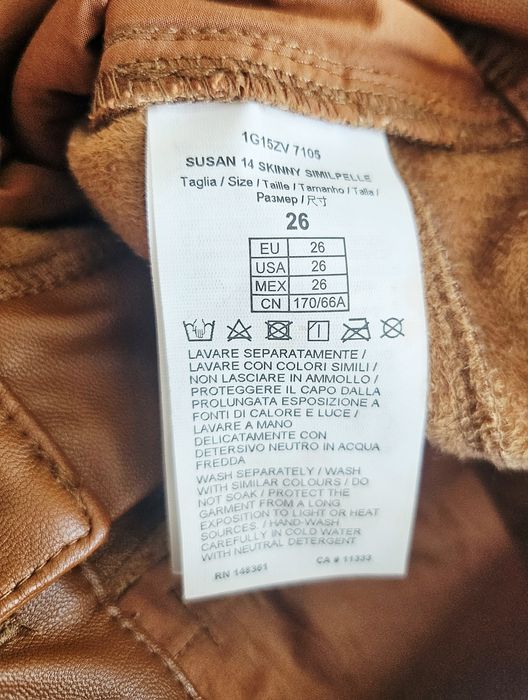 1G15ZV 7105
SUSAN 14 SKINNY SIMILPELLE
Taglia / Size / Taille / Tamanho / Talla /
Размер / 尺寸
26
EU 26
USA 26
MEX 26
CN 170/66A
LAVARE SEPARATAMENTE /
LAVARE CON COLORI SIMILI /
NON LASCIARE IN AMMOLLO /
PROTEGGERE IL CAPO DALLA
PROLUNGATA ESPOSIZIONE A
FONTI DI CALORE E LUCE /
LAVARE A MANO
DELICATAMENTE CON
DETERSIVO NEUTRO IN ACQUA
FREDDA
WASH SEPARATELY / WASH
WITH SIMILAR COLOURS / DO
NOT SOAK / PROTECT THE
GARMENT FROM A LONG
EXPOSITION TO LIGHT OR HEAT
SOURCES. / HAND-WASH
CAREFULLY IN COLD WATER
WITH NEUTRAL DETERGENT
RN 146361 CA # 11333